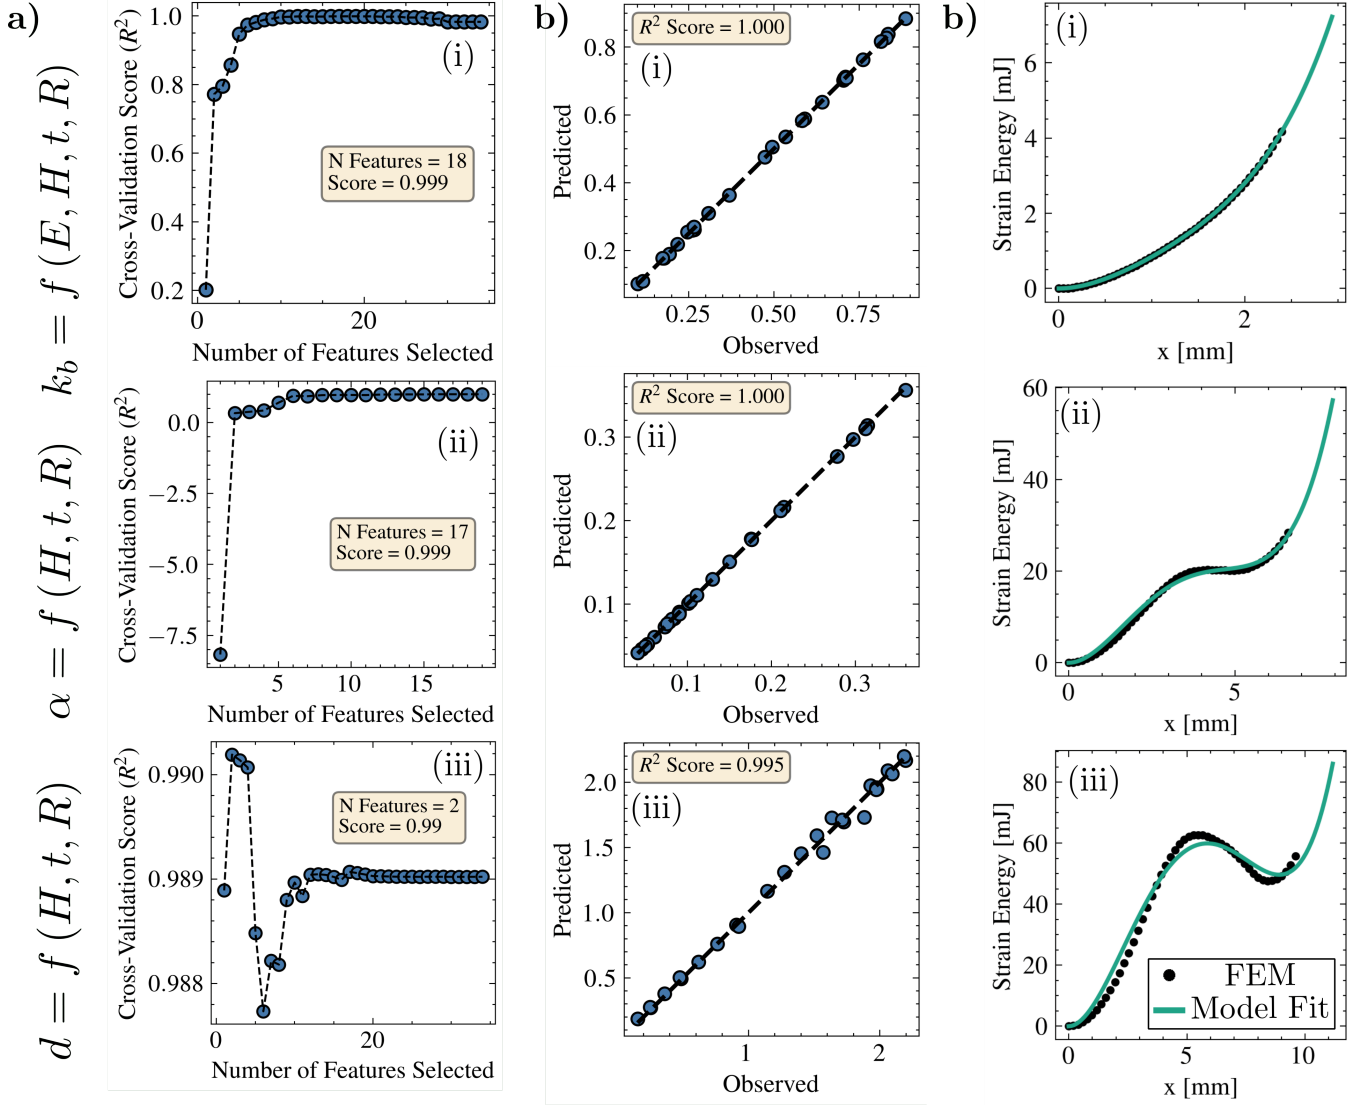 a)
k_b = f (E, H, t, R)
Cross-Validation Score (R²)
1.0
0.8
0.6
0.4
0.2
(i)
N Features = 18
Score = 0.999
0 20
Number of Features Selected
α = f (H, t, R)
Cross-Validation Score (R²)
0.0
−2.5
−5.0
−7.5
(ii)
N Features = 17
Score = 0.999
5 10 15
Number of Features Selected
d = f (H, t, R)
Cross-Validation Score (R²)
0.990
0.989
0.988
(iii)
N Features = 2
Score = 0.99
0 20
Number of Features Selected
b)
R² Score = 1.000
(i)
Predicted
0.8
0.6
0.4
0.2
0.25 0.50 0.75
Observed
R² Score = 1.000
(ii)
Predicted
0.3
0.2
0.1
0.1 0.2 0.3
Observed
R² Score = 0.995
(iii)
Predicted
2.0
1.5
1.0
0.5
1 2
Observed
b)
(i)
Strain Energy [mJ]
6
4
2
0
0 2
x [mm]
(ii)
Strain Energy [mJ]
60
40
20
0
0 5
x [mm]
(iii)
Strain Energy [mJ]
80
60
40
20
0
FEM
Model Fit
0 5 10
x [mm]